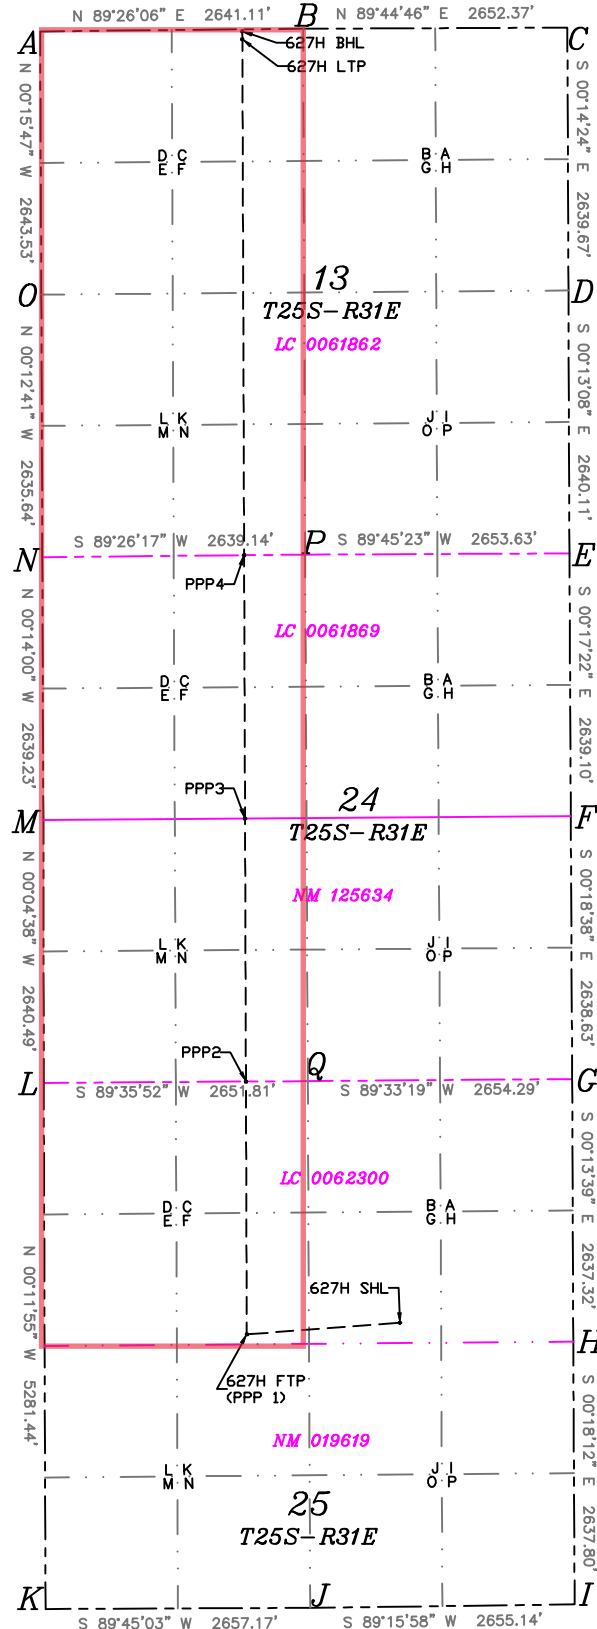 N 89°26'06" E 2641.11'
B
N 89°44'46" E 2652.37'
A
C
627H BHL
627H LTP
N 00°15'47" W 2643.53'
S 00°14'24" E 2639.67'
D C
E F
B A
G H
13
T25S-R31E
O
D
LC 0061862
N 00°12'41" W 2635.64'
S 00°13'08" E 2640.11'
L K
M N
J I
O P
S 89°26'17" W 2639.14'
P
S 89°45'23" W 2653.63'
N
E
PPP4
LC 0061869
N 00°14'00" W 2639.23'
S 00°17'22" E 2639.10'
D C
E F
B A
G H
PPP3
24
T25S-R31E
M
F
NM 125634
N 00°04'38" W 2640.49'
S 00°18'38" E 2638.63'
L K
M N
J I
O P
PPP2
Q
L
G
S 89°35'52" W 2651.81'
S 89°33'19" W 2654.29'
LC 0062300
S 00°13'39" E 2637.32'
D C
E F
B A
G H
N 00°11'55" W 5281.44'
627H SHL
H
627H FTP
(PPP 1)
S 00°18'12" E 2637.80'
NM 019619
L K
M N
J I
O P
25
T25S-R31E
K
J
I
S 89°45'03" W 2657.17'
S 89°15'58" W 2655.14'